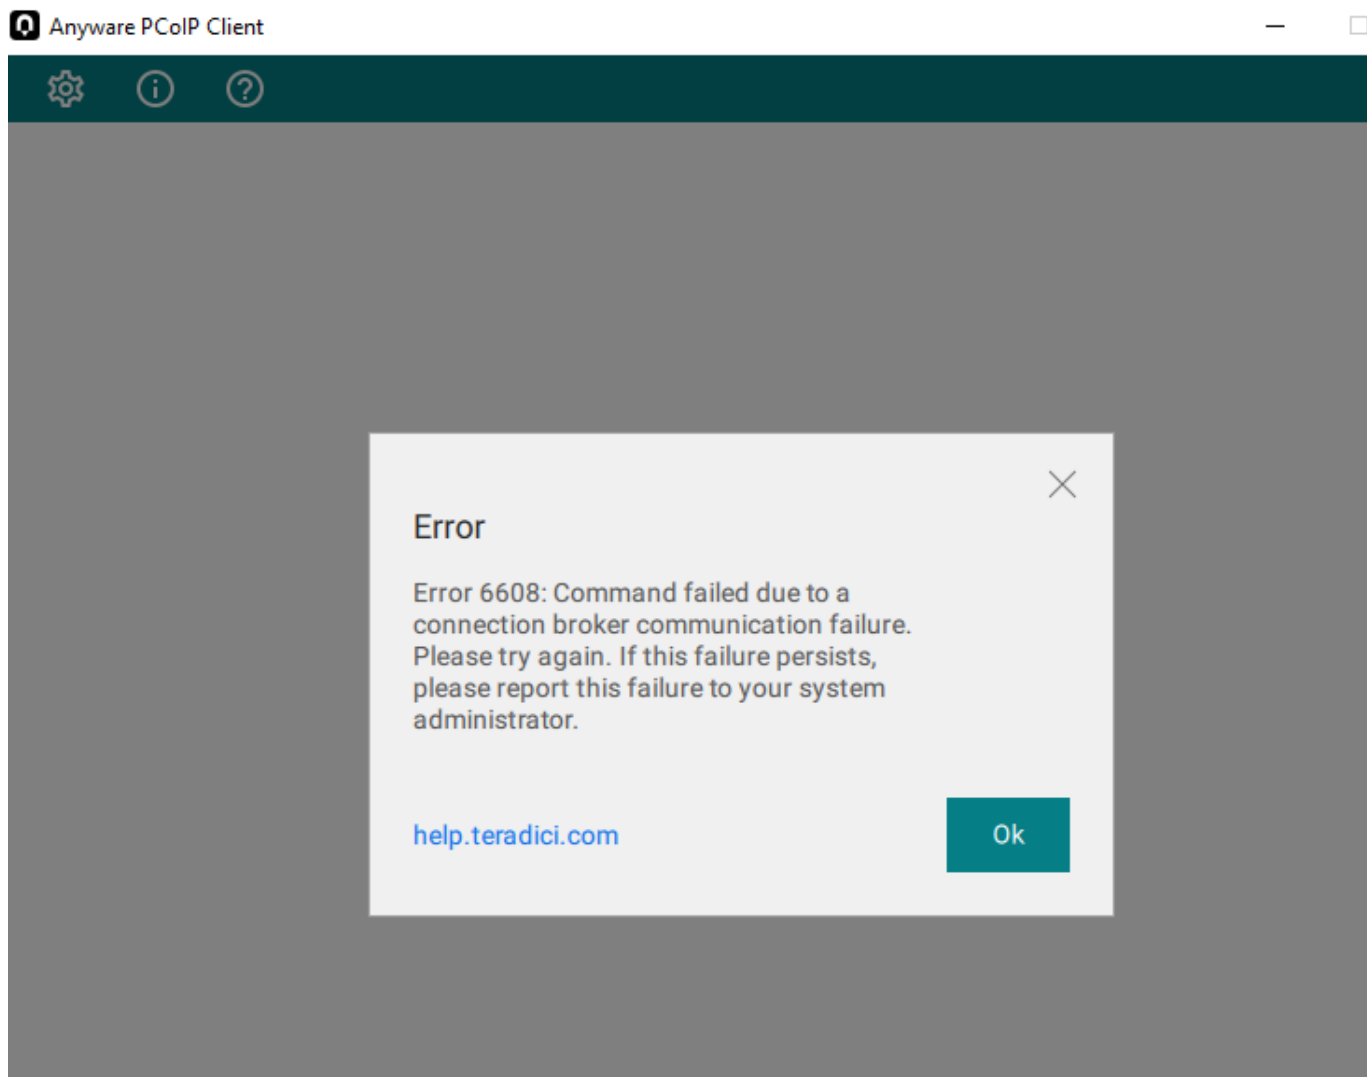 Anyware PCoIP Client
Error
Error 6608: Command failed due to a
connection broker communication failure.
Please try again. If this failure persists,
please report this failure to your system
administrator.
help.teradici.com
Ok